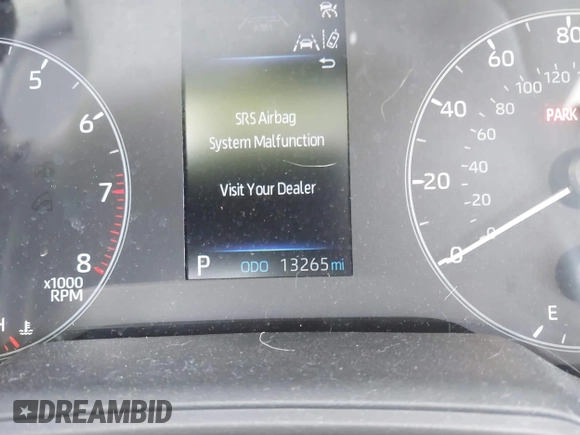 5
6
7
8
x1000
RPM
H
SRS Airbag
System Malfunction
Visit Your Dealer
P ODO 13265 mi
0
20
40
60
80
0
20
40
60
80
100
120
PARK
E
DREAMBID